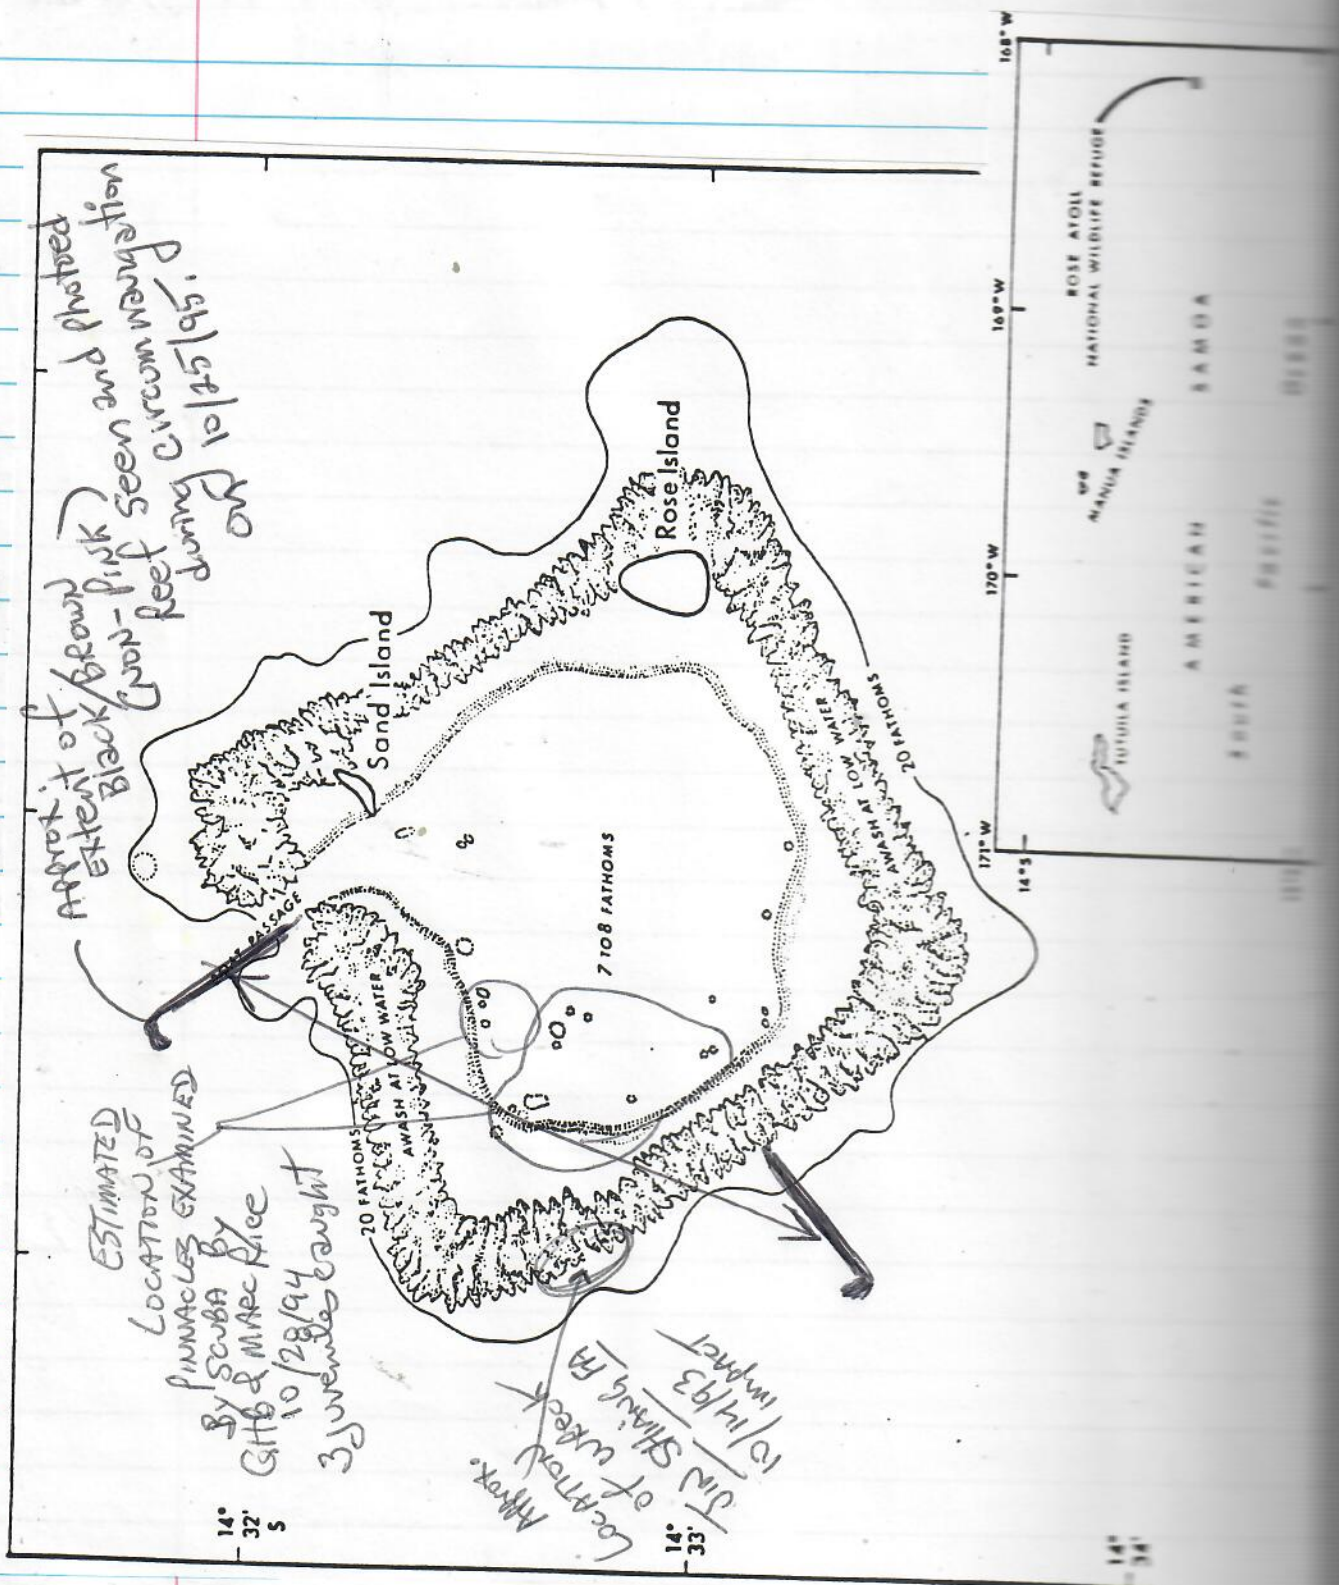 Approx.
Extent of
Black/Brown
(Non-Pink)
Reef seen and photoed
during circumnavigation
on 10/25/95.
ESTIMATED
LOCATION OF
PINNACLES EXAMINED
By SCUBA By
GHB & MARC Rice
10/28/94
3 Juveniles caught
Approx.
LOCATION
of WRECK
JIN SHIANG FA
10/14/93
impact
Sand Island
Rose Island
PASSAGE
20 FATHOMS
AWASH AT LOW WATER
7 TO 8 FATHOMS
AWASH AT LOW WATER
20 FATHOMS
14°
32'
S
14°
33'
14°
34'
171° W
170° W
169° W
168° W
14° S
ROSE ATOLL
NATIONAL WILDLIFE REFUGE
MANUA ISLANDS
TUTUILA ISLAND
AMERICAN SAMOA
South Pacific